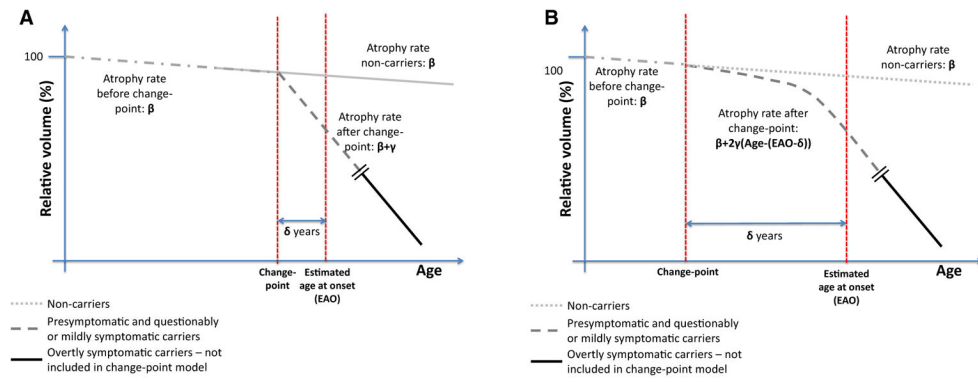 A
100
Relative volume (%)
Atrophy rate
before change-
point: β
Atrophy rate
non-carriers: β
Atrophy rate
after change-
point: β+γ
δ years
Change-
point
Estimated
age at onset
(EAO)
Age
Non-carriers
Presymptomatic and questionably
or mildly symptomatic carriers
Overtly symptomatic carriers – not
included in change-point model
B
100
Relative volume (%)
Atrophy rate
before change-
point: β
Atrophy rate
non-carriers: β
Atrophy rate after
change-point:
β+2γ(Age-(EAO-δ))
δ years
Change-point
Estimated
age at onset
(EAO)
Age
Non-carriers
Presymptomatic and questionably
or mildly symptomatic carriers
Overtly symptomatic carriers – not
included in change-point model